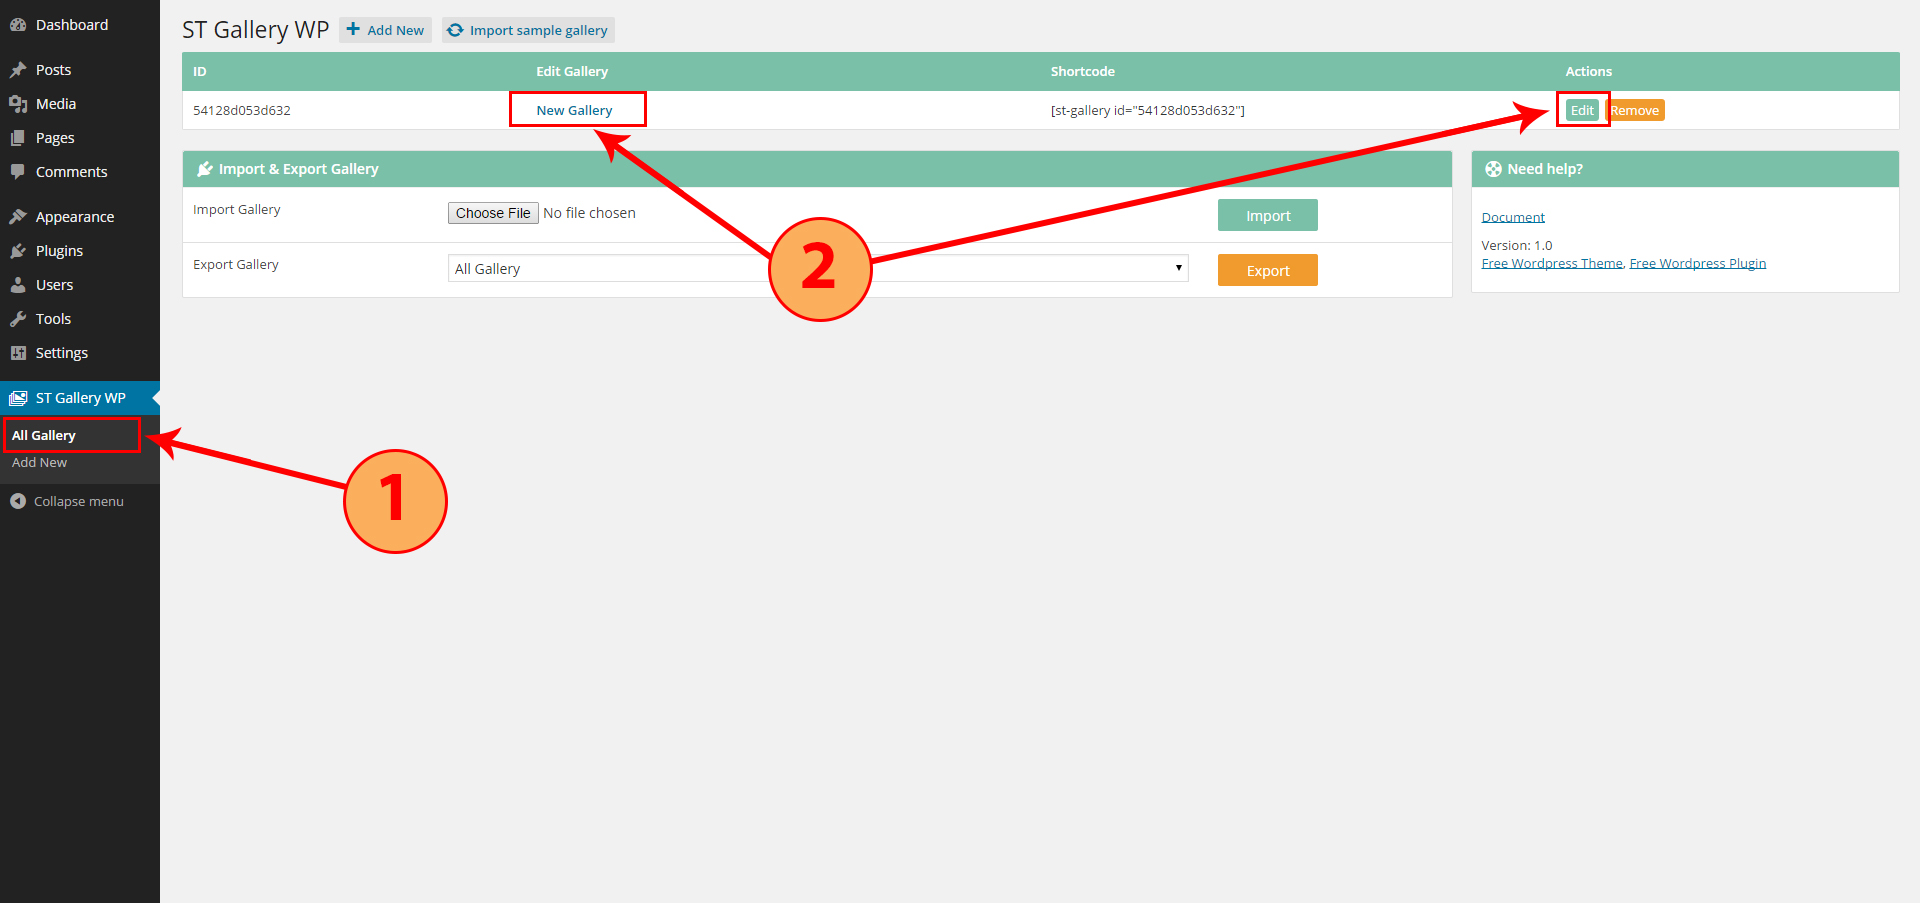 Dashboard
Posts
Media
Pages
Comments
Appearance
Plugins
Users
Tools
Settings
ST Gallery WP
All Gallery
Add New
Collapse menu
ST Gallery WP Add New Import sample gallery
ID Edit Gallery Shortcode Actions
54128d053d632 New Gallery [st-gallery id="54128d053d632"] Edit Remove
Import & Export Gallery
Import Gallery Choose File No file chosen Import
Export Gallery All Gallery Export
Need help?
Document
Version: 1.0
Free Wordpress Theme, Free Wordpress Plugin
2
1